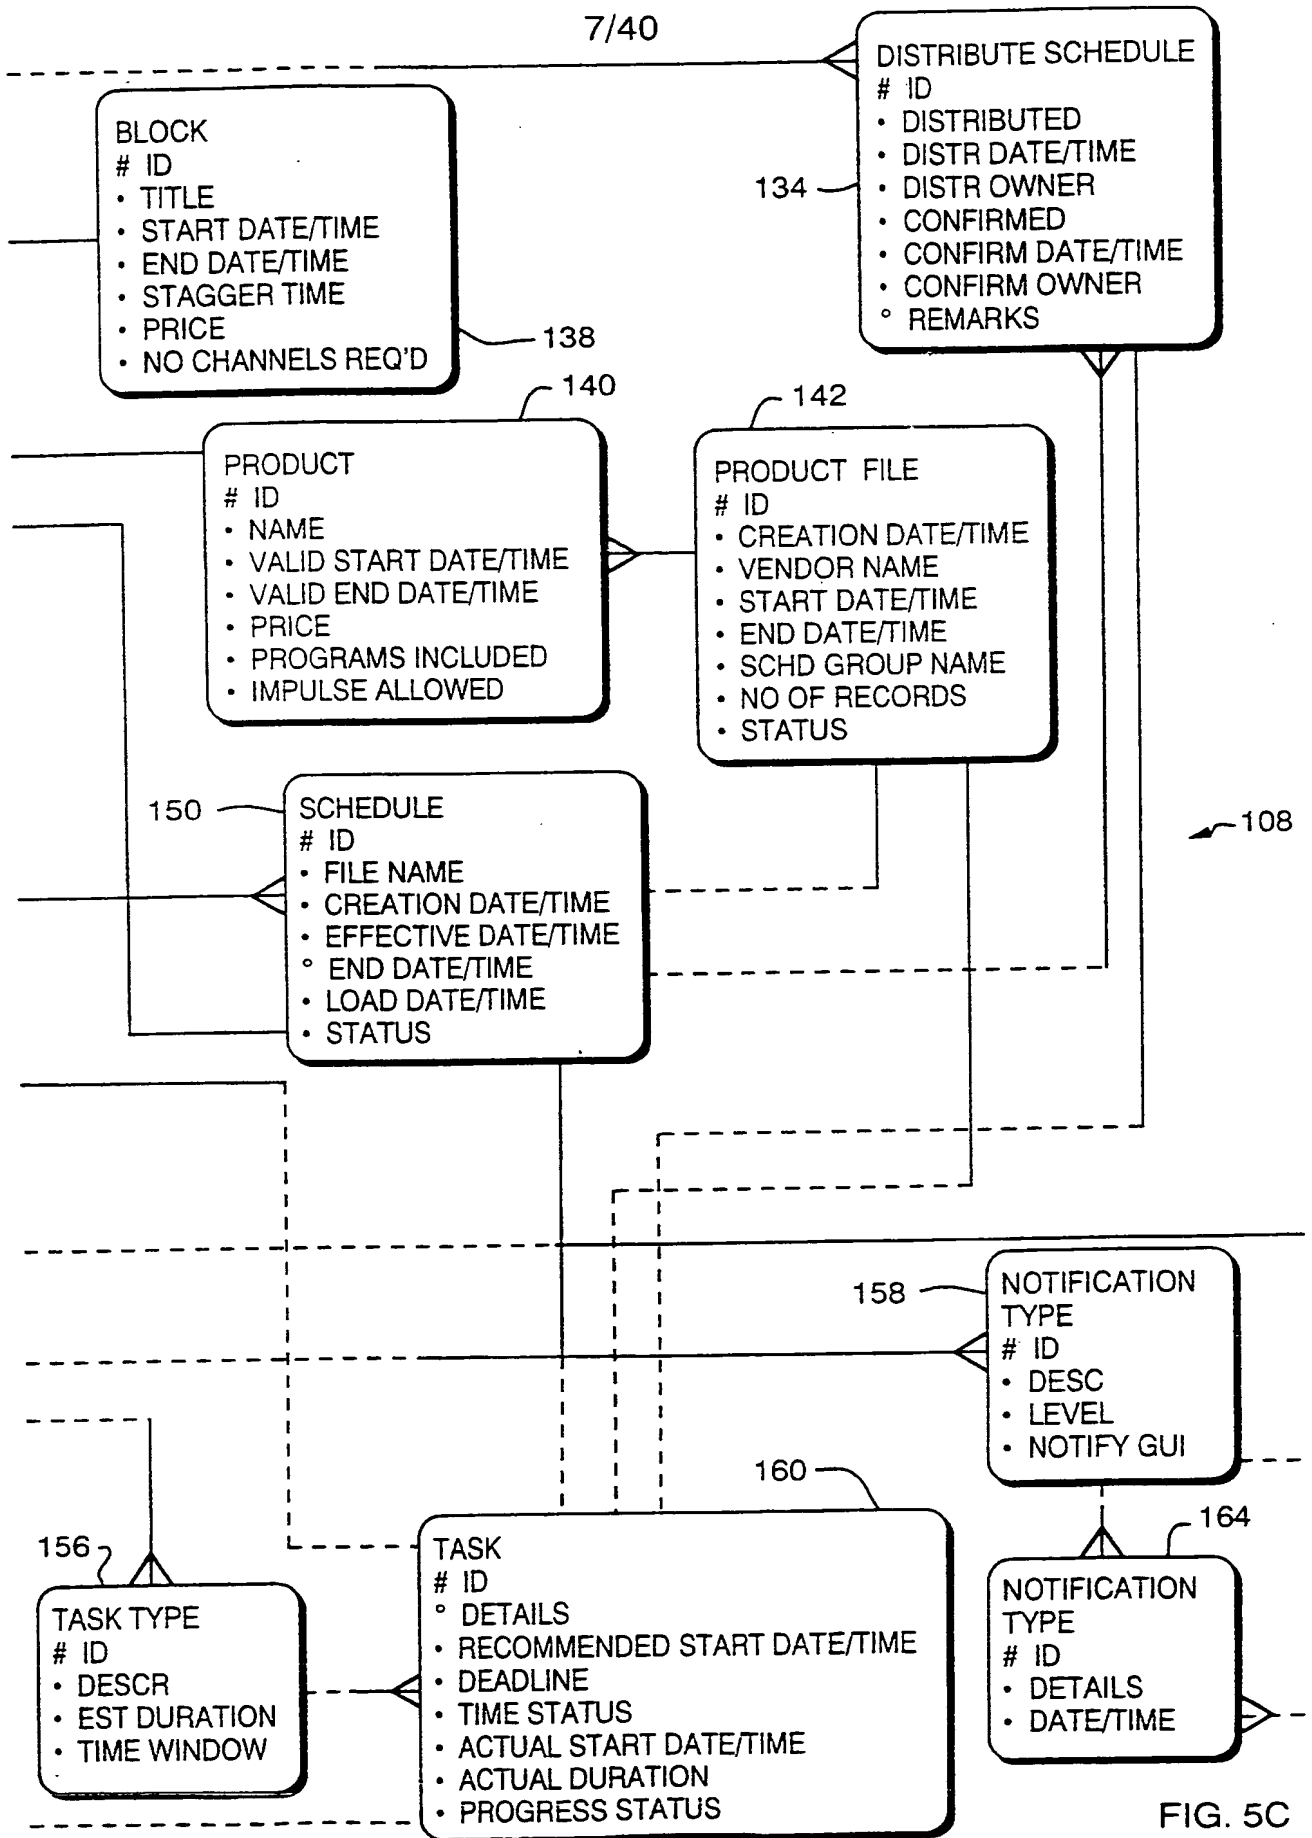 7/40
DISTRIBUTE SCHEDULE
# ID
• DISTRIBUTED
• DISTR DATE/TIME
• DISTR OWNER
• CONFIRMED
• CONFIRM DATE/TIME
• CONFIRM OWNER
° REMARKS
134
BLOCK
# ID
• TITLE
• START DATE/TIME
• END DATE/TIME
• STAGGER TIME
• PRICE
• NO CHANNELS REQ'D
138
140
PRODUCT
# ID
• NAME
• VALID START DATE/TIME
• VALID END DATE/TIME
• PRICE
• PROGRAMS INCLUDED
• IMPULSE ALLOWED
142
PRODUCT FILE
# ID
• CREATION DATE/TIME
• VENDOR NAME
• START DATE/TIME
• END DATE/TIME
• SCHD GROUP NAME
• NO OF RECORDS
• STATUS
150
SCHEDULE
# ID
• FILE NAME
• CREATION DATE/TIME
• EFFECTIVE DATE/TIME
° END DATE/TIME
• LOAD DATE/TIME
• STATUS
108
158
NOTIFICATION
TYPE
# ID
• DESC
• LEVEL
• NOTIFY GUI
156
TASK TYPE
# ID
• DESCR
• EST DURATION
• TIME WINDOW
160
TASK
# ID
° DETAILS
• RECOMMENDED START DATE/TIME
• DEADLINE
• TIME STATUS
• ACTUAL START DATE/TIME
• ACTUAL DURATION
• PROGRESS STATUS
164
NOTIFICATION
TYPE
# ID
• DETAILS
• DATE/TIME
FIG. 5C